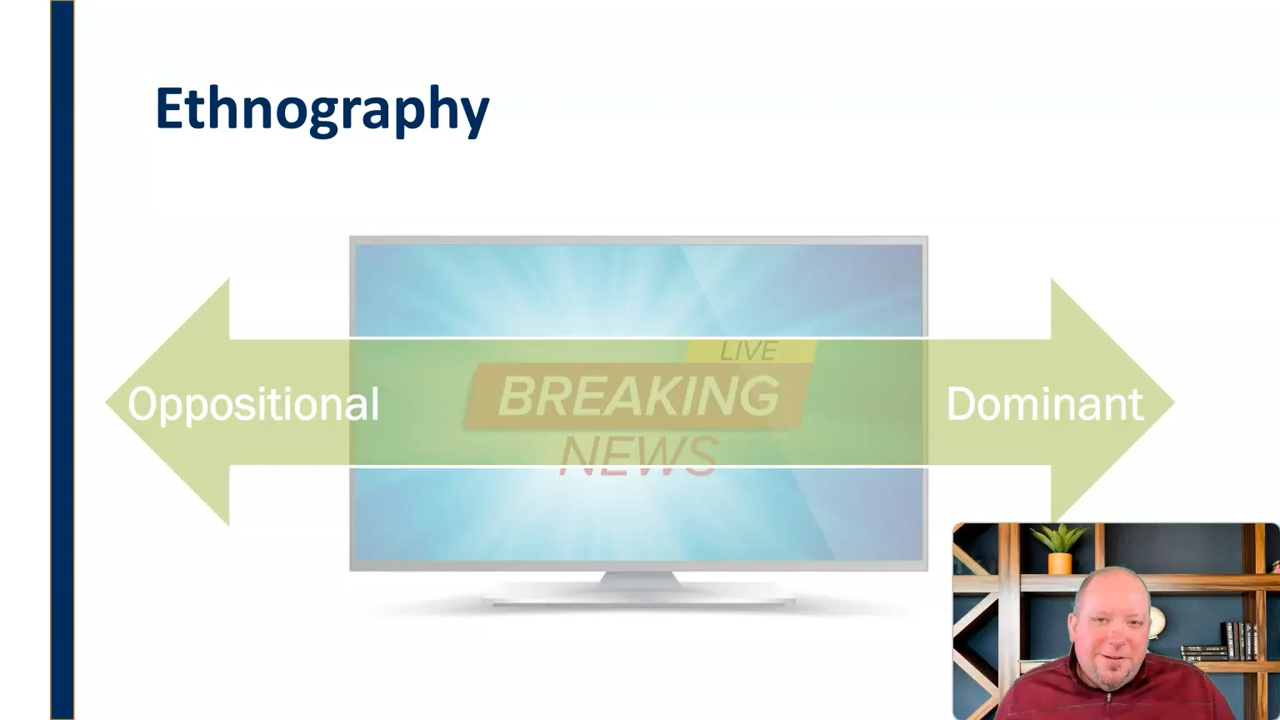 Ethnography
LIVE
Oppositional
BREAKING
Dominant
NEWS